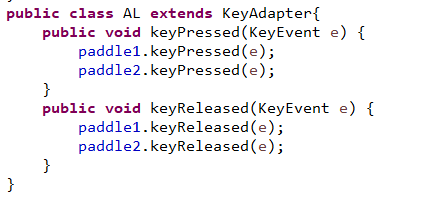 public class AL extends KeyAdapter{
    public void keyPressed(KeyEvent e) {
        paddle1.keyPressed(e);
        paddle2.keyPressed(e);
    }
    public void keyReleased(KeyEvent e) {
        paddle1.keyReleased(e);
        paddle2.keyReleased(e);
    }
}